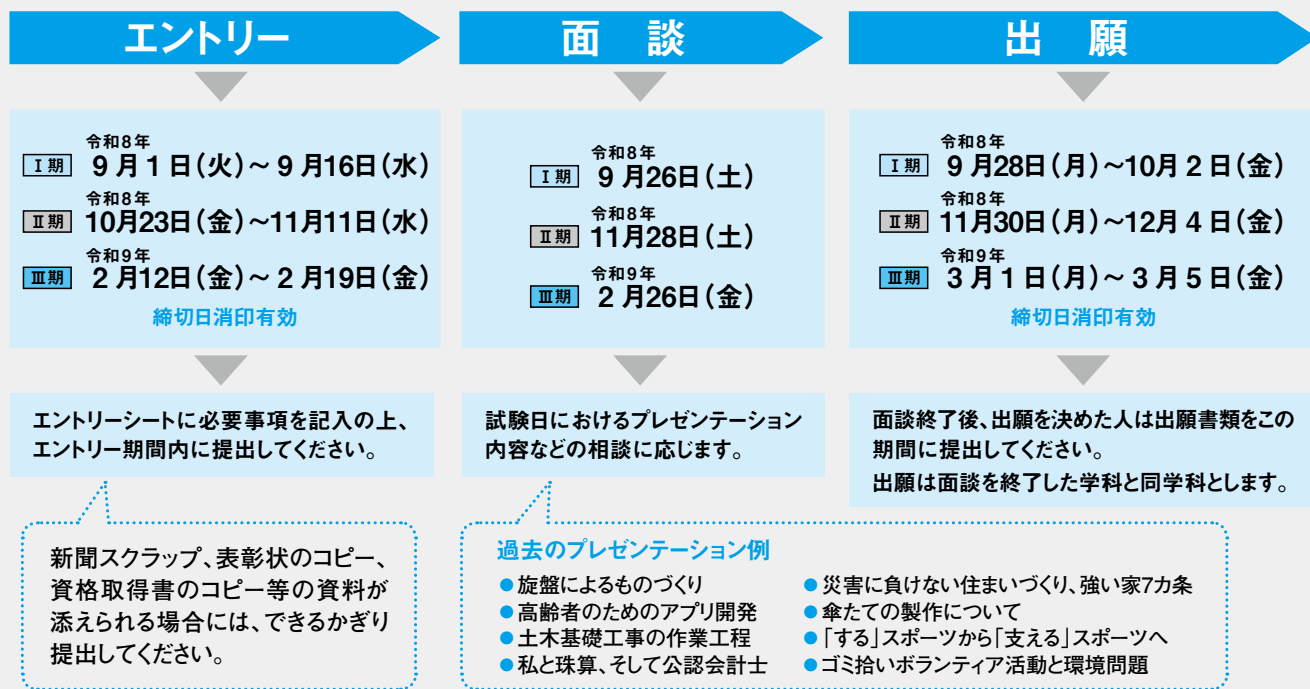 エントリー
令和8年
Ⅰ期 9月1日(火)～9月16日(水)
令和8年
Ⅱ期 10月23日(金)～11月11日(水)
令和9年
Ⅲ期 2月12日(金)～2月19日(金)
締切日消印有効
エントリーシートに必要事項を記入の上、
エントリー期間内に提出してください。
新聞スクラップ、表彰状のコピー、
資格取得書のコピー等の資料が
添えられる場合には、できるかぎり
提出してください。
面 談
令和8年
Ⅰ期 9月26日(土)
令和8年
Ⅱ期 11月28日(土)
令和9年
Ⅲ期 2月26日(金)
試験日におけるプレゼンテーション
内容などの相談に応じます。
過去のプレゼンテーション例
●旋盤によるものづくり
●高齢者のためのアプリ開発
●土木基礎工事の作業工程
●私と珠算、そして公認会計士
●災害に負けない住まいづくり、強い家7カ条
●傘たての製作について
●「する」スポーツから「支える」スポーツへ
●ゴミ拾いボランティア活動と環境問題
出 願
令和8年
Ⅰ期 9月28日(月)～10月2日(金)
令和8年
Ⅱ期 11月30日(月)～12月4日(金)
令和9年
Ⅲ期 3月1日(月)～3月5日(金)
締切日消印有効
面談終了後、出願を決めた人は出願書類をこの
期間に提出してください。
出願は面談を終了した学科と同学科とします。